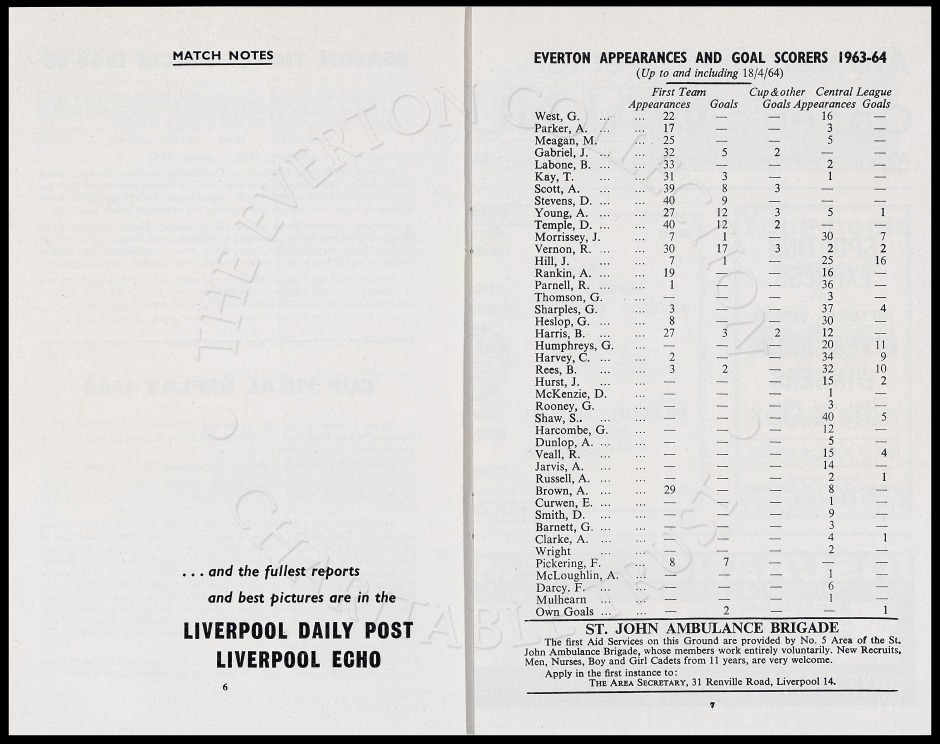 MATCH NOTES
... and the fullest reports
and best pictures are in the
LIVERPOOL DAILY POST
LIVERPOOL ECHO
6
EVERTON APPEARANCES AND GOAL SCORERS 1963-64
(Up to and including 18/4/64)
First Team Cup & other Central League
Appearances Goals Goals Appearances Goals
West, G. ... ... 22 — — 16 —
Parker, A. ... ... 17 — — 3 —
Meagan, M. ... 25 — — 5 —
Gabriel, J. ... ... 32 5 2 — —
Labone, B. ... ... 33 — — 2 —
Kay, T. ... ... 31 3 — 1 —
Scott, A. ... ... 39 8 3 — —
Stevens, D. ... ... 40 9 — — —
Young, A. ... ... 27 12 3 5 1
Temple, D. ... ... 40 12 2 — —
Morrissey, J. ... 7 1 — 30 7
Vernon, R. ... ... 30 17 3 2 2
Hill, J. ... ... 7 1 — 25 16
Rankin, A. ... ... 19 — — 16 —
Parnell, R. ... ... 1 — — 36 —
Thomson, G. ... — — — 3 —
Sharples, G. ... 3 — — 37 4
Heslop, G. ... ... 8 — — 30 —
Harris, B. ... ... 27 3 2 12 —
Humphreys, G. ... — — — 20 11
Harvey, C. ... ... 2 — — 34 9
Rees, B. ... ... 3 2 — 32 10
Hurst, J. ... ... — — — 15 2
McKenzie, D. ... — — — 1 —
Rooney, G. ... — — — 3 —
Shaw, S.. ... ... — — — 40 5
Harcombe, G. ... — — — 12 —
Dunlop, A. ... ... — — — 5 —
Veall, R. ... ... — — — 15 4
Jarvis, A. ... ... — — — 14 —
Russell, A. ... ... — — — 2 1
Brown, A. ... ... 29 — — 8 —
Curwen, E. ... ... — — — 1 —
Smith, D. ... ... — — — 9 —
Barnett, G. ... ... — — — 3 —
Clarke, A. ... ... — — — 4 1
Wright ... ... — — — 2 —
Pickering, F. ... 8 7 — — —
McLoughlin, A. ... — — — 1 —
Darcy. F. ... ... — — — 6 —
Mulhearn ... ... — — — 1 —
Own Goals ... ... — 2 — — 1
ST. JOHN AMBULANCE BRIGADE
The first Aid Services on this Ground are provided by No. 5 Area of the St.
John Ambulance Brigade, whose members work entirely voluntarily. New Recruits,
Men, Nurses, Boy and Girl Cadets from 11 years, are very welcome.
Apply in the first instance to:
THE AREA SECRETARY, 31 Renville Road, Liverpool 14.
7
© THE EVERTON COLLECTION
CHARITABLE TRUST